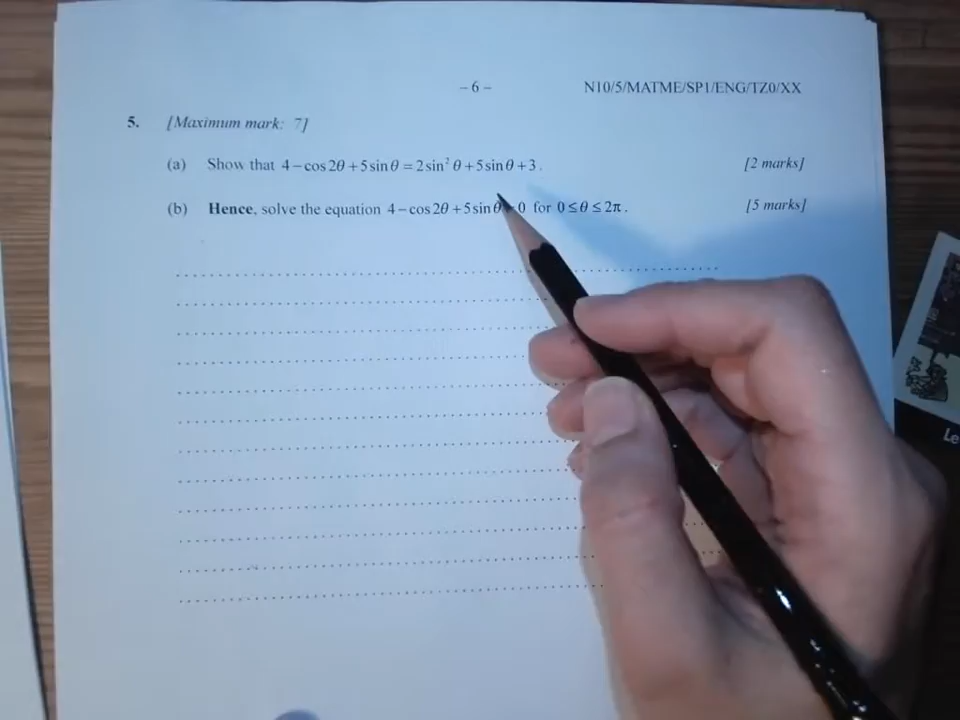 – 6 –
N10/5/MATME/SP1/ENG/TZ0/XX
5. [Maximum mark: 7]
(a) Show that 4 − cos 2θ + 5 sin θ = 2 sin² θ + 5 sin θ + 3 . [2 marks]
(b) Hence, solve the equation 4 − cos 2θ + 5 sin θ = 0 for 0 ≤ θ ≤ 2π . [5 marks]
Le